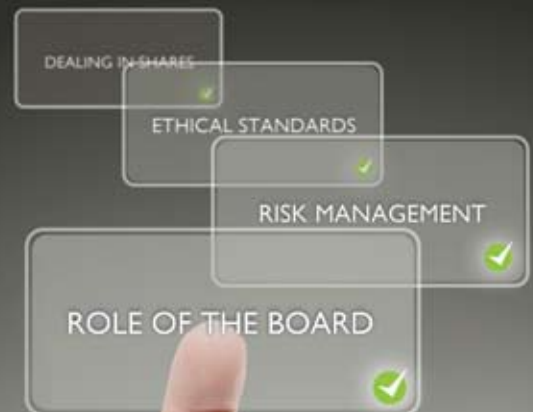 DEALING IN SHARES
ETHICAL STANDARDS
RISK MANAGEMENT
ROLE OF THE BOARD